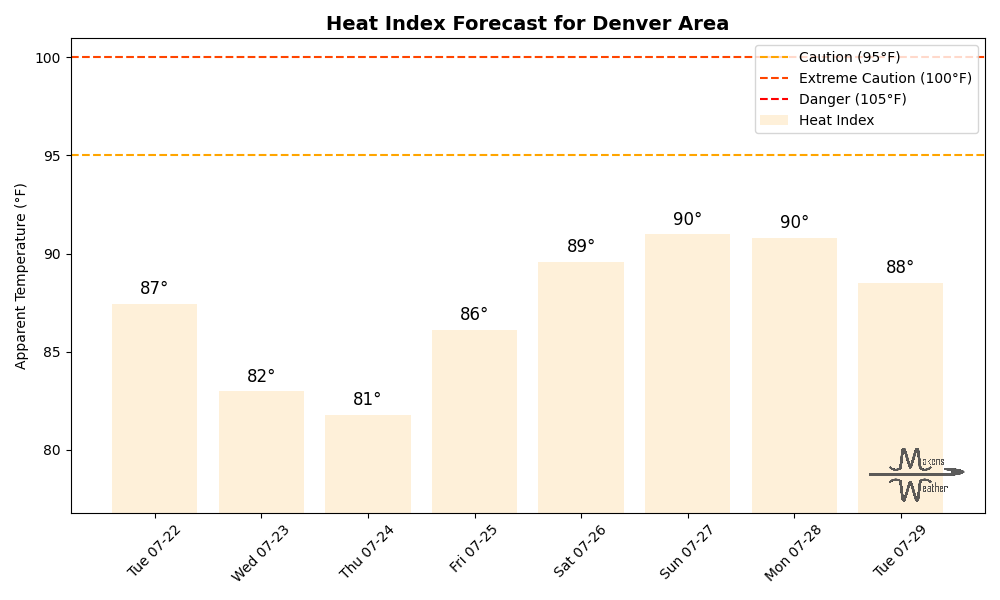 Heat Index Forecast for Denver Area
Apparent Temperature (°F)
100
95
90
85
80
Caution (95°F)
Extreme Caution (100°F)
Danger (105°F)
Heat Index
87°
82°
81°
86°
89°
90°
90°
88°
Tue 07-22
Wed 07-23
Thu 07-24
Fri 07-25
Sat 07-26
Sun 07-27
Mon 07-28
Tue 07-29